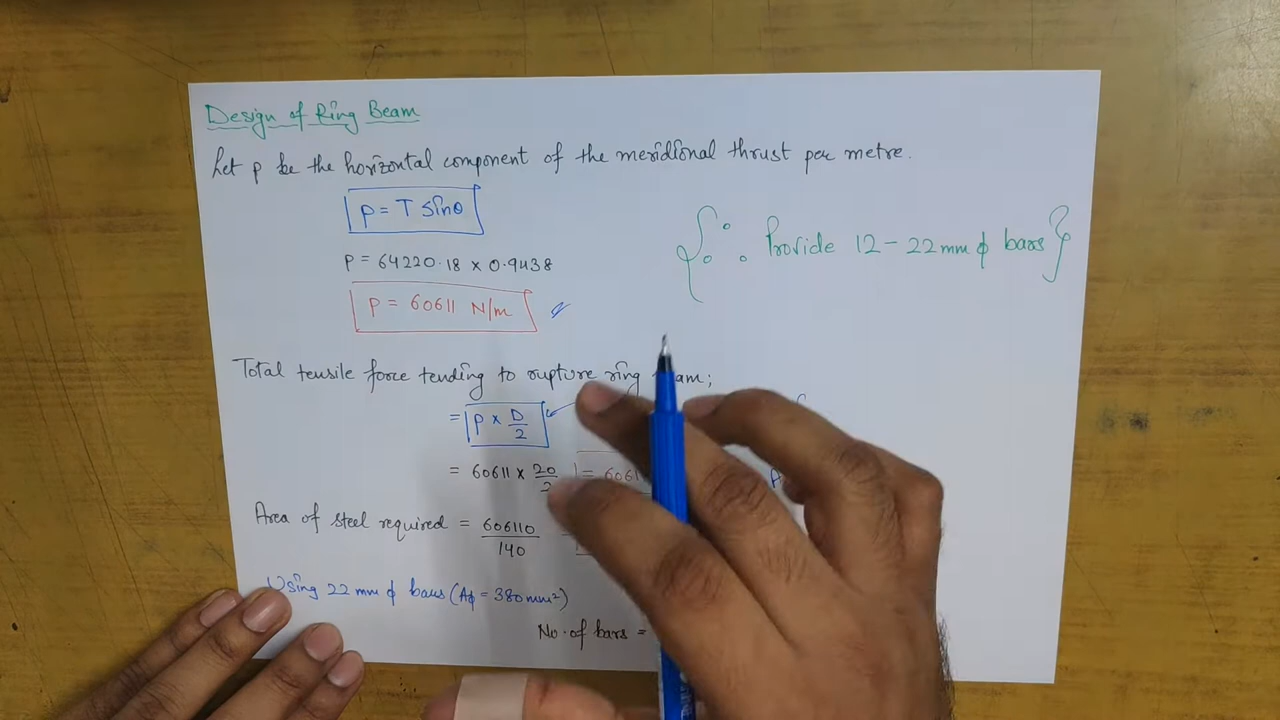 Design of Ring Beam
Let p be the horizontal component of the meridional thrust per metre.
p = T sinθ
p = 64220.18 x 0.9438
p = 60611 N/m
∴ Provide 12 - 22 mm ϕ bars
Total tensile force tending to rupture ring
= p x D/2
= 60611 x 20/2 = 6061
Area of steel required = 606110/140
Using 22 mm ϕ bars (Aϕ = 380 mm²)
No. of bars =